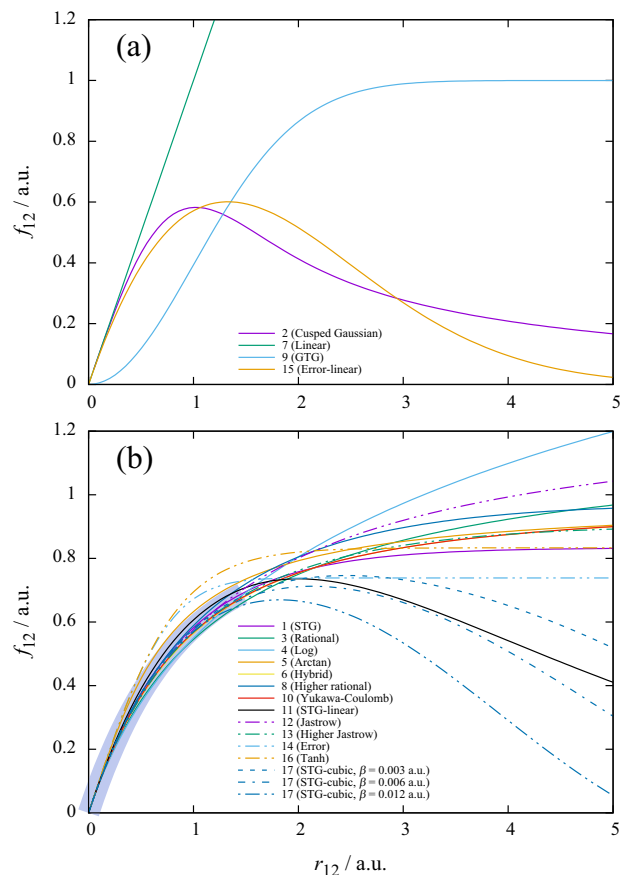 (a)
1.2
1
0.8
0.6
0.4
0.2
0
f12 / a.u.
2 (Cusped Gaussian)
7 (Linear)
9 (GTG)
15 (Error-linear)
0 1 2 3 4 5
(b)
1.2
1
0.8
0.6
0.4
0.2
0
f12 / a.u.
1 (STG)
3 (Rational)
4 (Log)
5 (Arctan)
6 (Hybrid)
8 (Higher rational)
10 (Yukawa-Coulomb)
11 (STG-linear)
12 (Jastrow)
13 (Higher Jastrow)
14 (Error)
16 (Tanh)
17 (STG-cubic, β = 0.003 a.u.)
17 (STG-cubic, β = 0.006 a.u.)
17 (STG-cubic, β = 0.012 a.u.)
0 1 2 3 4 5
r12 / a.u.